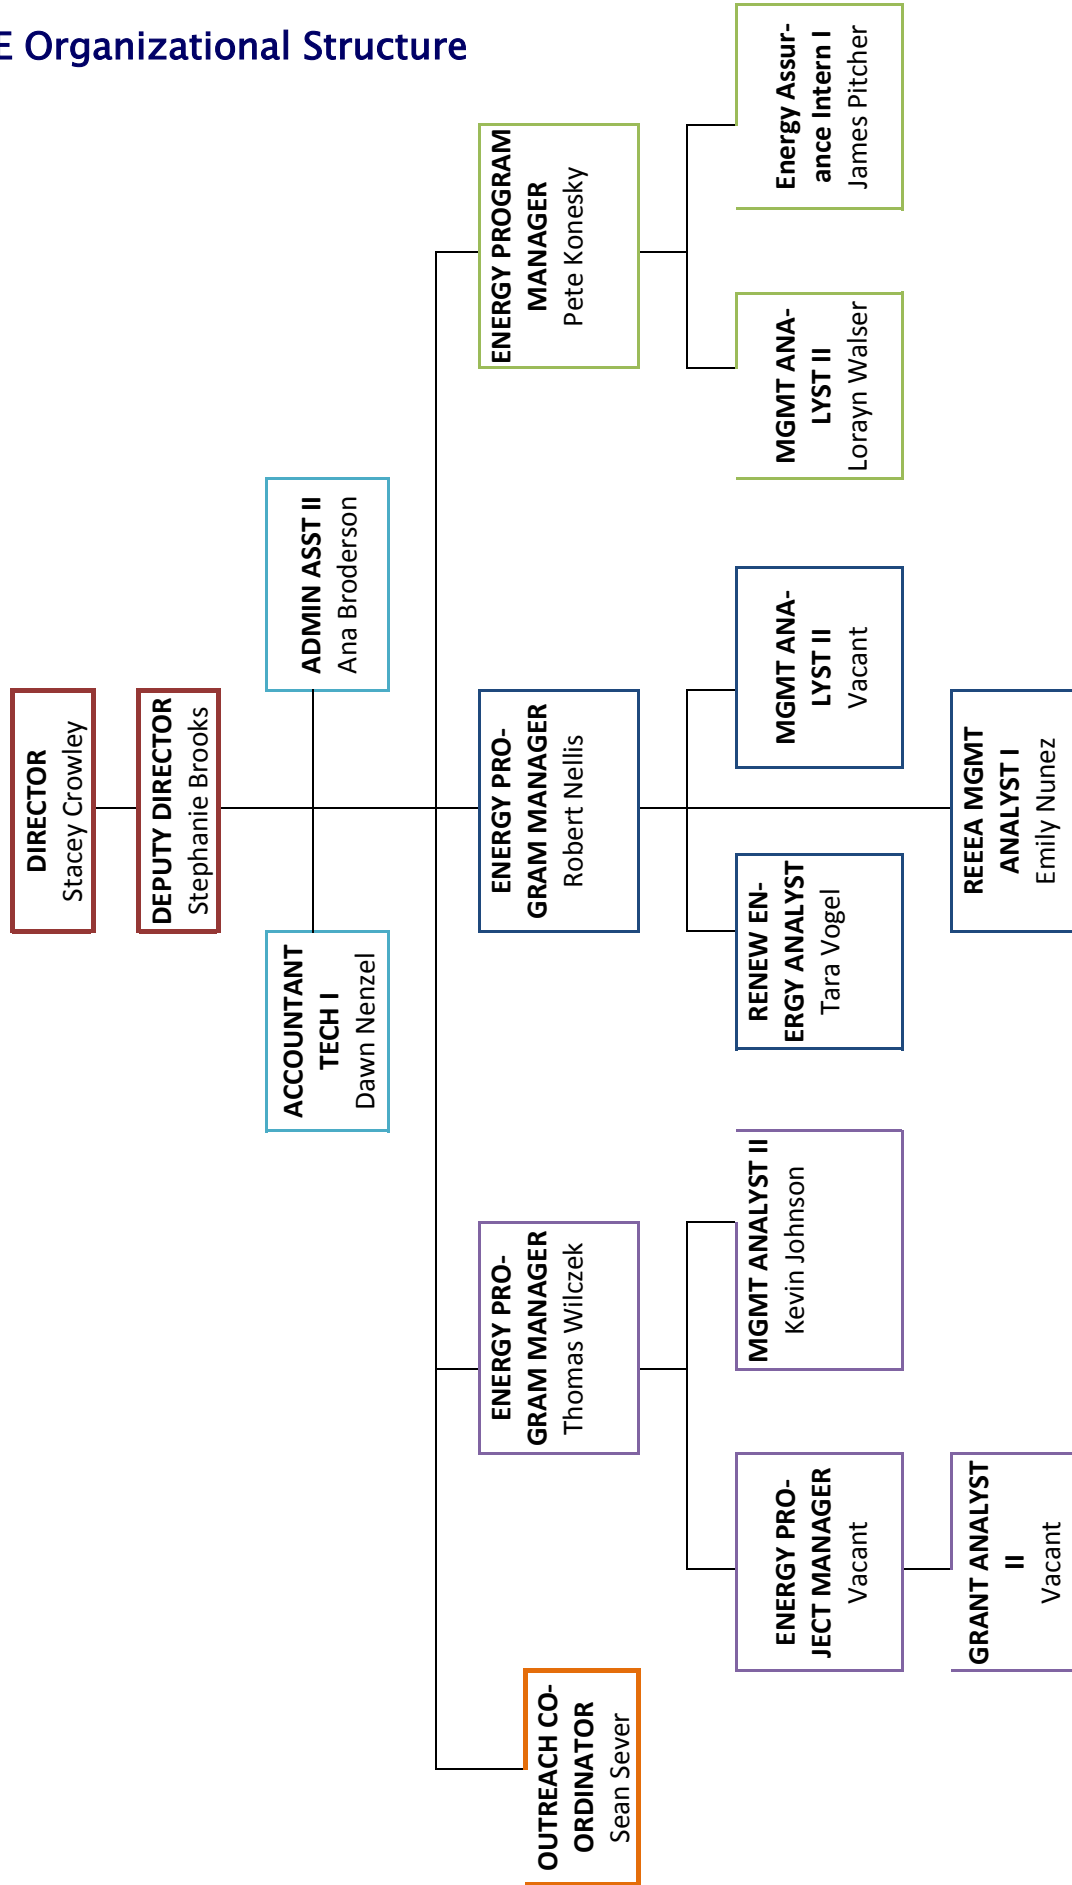 E Organizational Structure
DIRECTOR
Stacey Crowley
DEPUTY DIRECTOR
Stephanie Brooks
ACCOUNTANT
TECH I
Dawn Nenzel
ADMIN ASST II
Ana Broderson
OUTREACH CO-
ORDINATOR
Sean Sever
ENERGY PRO-
GRAM MANAGER
Thomas Wilczek
ENERGY PRO-
GRAM MANAGER
Robert Nellis
ENERGY PROGRAM
MANAGER
Pete Konesky
ENERGY PRO-
JECT MANAGER
Vacant
MGMT ANALYST II
Kevin Johnson
RENEW EN-
ERGY ANALYST
Tara Vogel
MGMT ANA-
LYST II
Vacant
MGMT ANA-
LYST II
Lorayn Walser
Energy Assur-
ance Intern I
James Pitcher
GRANT ANALYST
II
Vacant
REEEA MGMT
ANALYST I
Emily Nunez